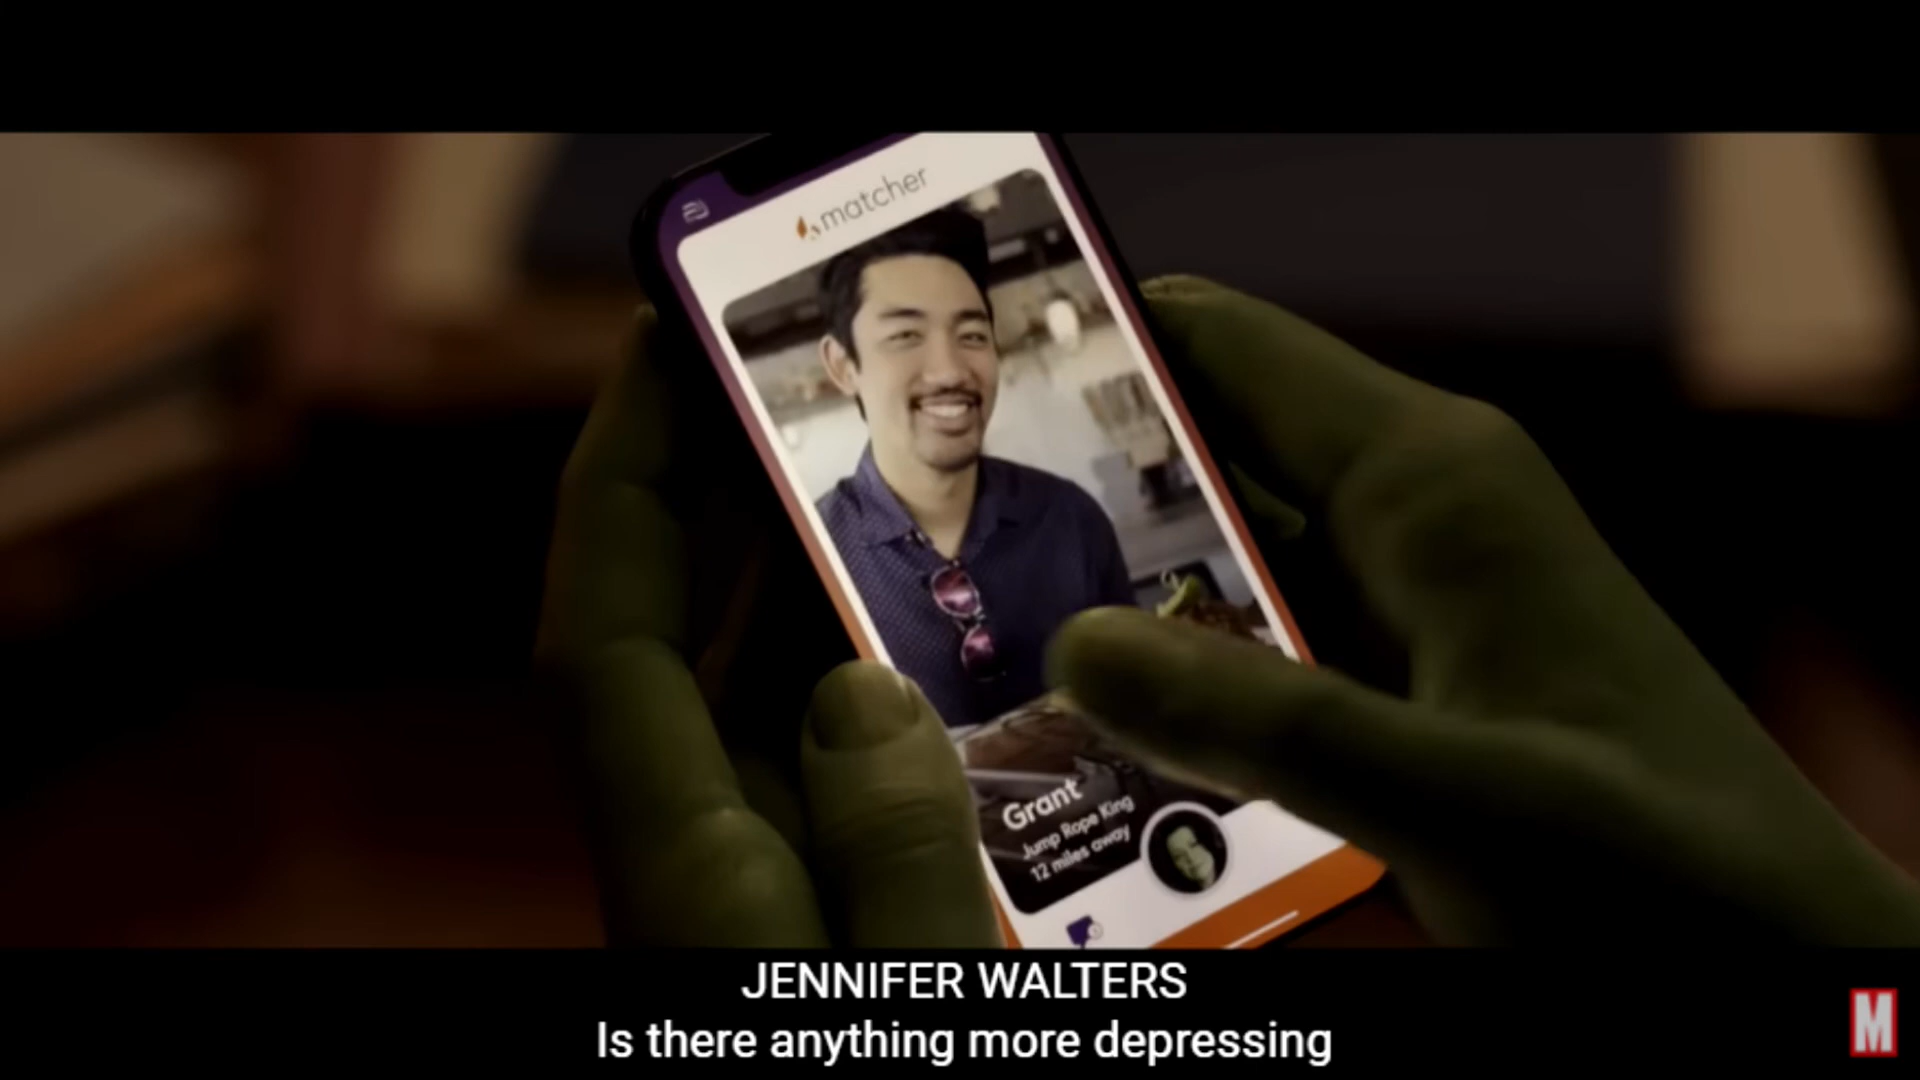 matcher
Grant
Jump Rope King
12 miles away
JENNIFER WALTERS
Is there anything more depressing
M